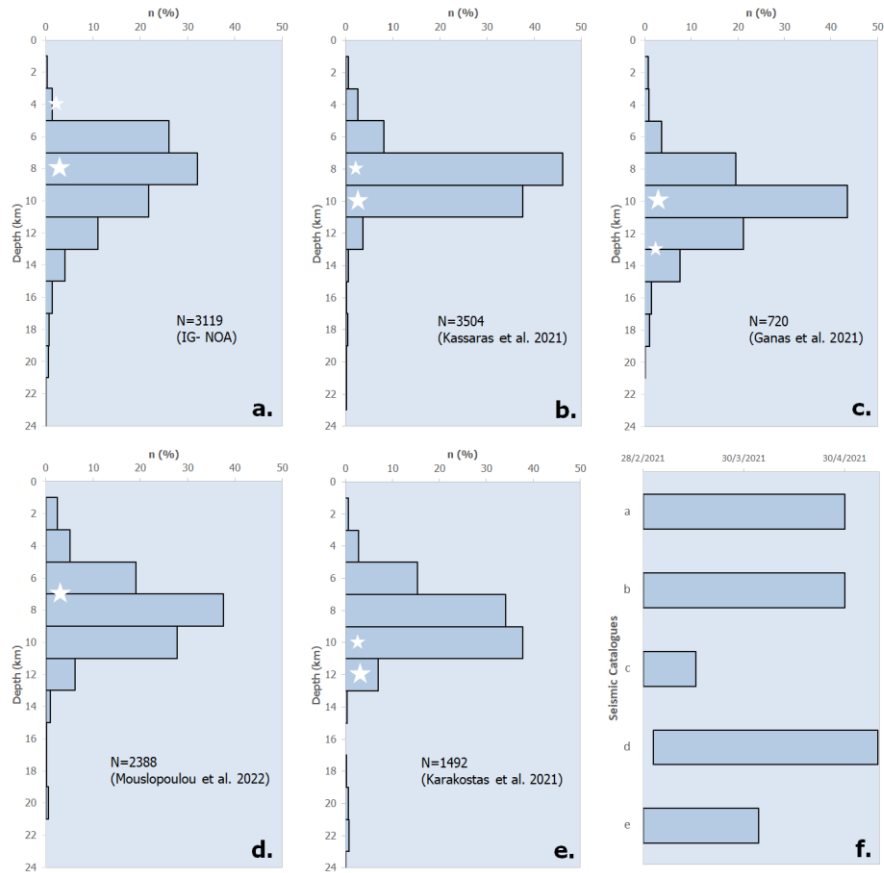 n (%)
0 10 20 30 40 50
0
2
4
6
8
10
12
14
16
18
20
22
24
Depth (km)
N=3119
(IG- NOA)
a.
n (%)
0 10 20 30 40 50
0
2
4
6
8
10
12
14
16
18
20
22
24
Depth (km)
N=3504
(Kassaras et al. 2021)
b.
n (%)
0 10 20 30 40 50
0
2
4
6
8
10
12
14
16
18
20
22
24
Depth (km)
N=720
(Ganas et al. 2021)
c.
n (%)
0 10 20 30 40 50
0
2
4
6
8
10
12
14
16
18
20
22
24
Depth (km)
N=2388
(Mouslopoulou et al. 2022)
d.
n (%)
0 10 20 30 40 50
0
2
4
6
8
10
12
14
16
18
20
22
24
Depth (km)
N=1492
(Karakostas et al. 2021)
e.
28/2/2021 30/3/2021 30/4/2021
a
b
c
d
e
Seismic Catalogues
f.